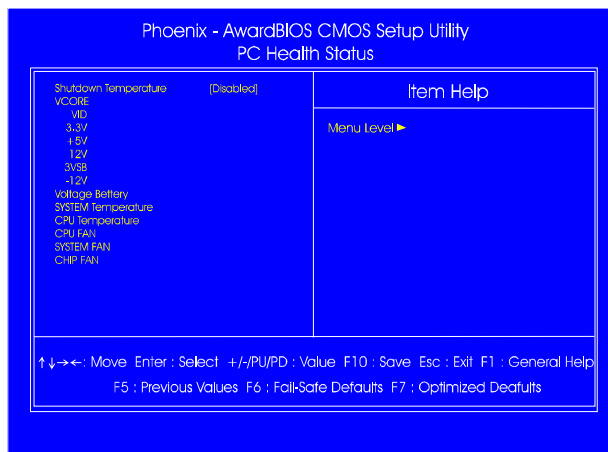 Phoenix - AwardBIOS CMOS Setup Utility
PC Health Status
Shutdown Temperature [Disabled]
VCORE
VID
3.3V
+5V
12V
3VSB
-12V
Voltage Bettery
SYSTEM Temperature
CPU Temperature
CPU FAN
SYSTEM FAN
CHIP FAN
Item Help
Menu Level ►
↑↓→←: Move Enter : Select +/-/PU/PD : Value F10 : Save Esc : Exit F1 : General Help
F5 : Previous Values F6 : Fail-Safe Defaults F7 : Optimized Deafults